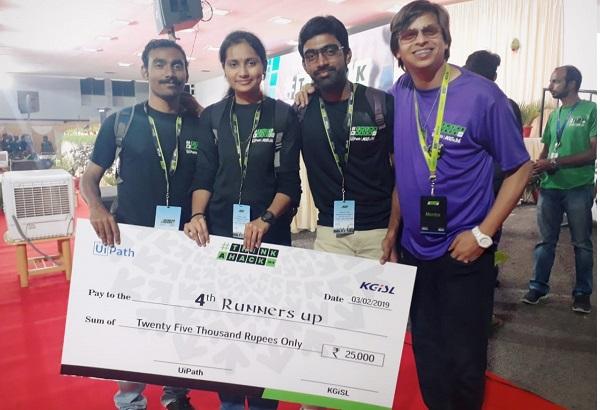 THINK
UiPath
#THINK
AHACK
KGiSL
Pay to the 4th RUNNERS UP Date 03/02/2019
Sum of Twenty Five Thousand Rupees Only ₹ 25,000
UiPath KGiSL
Mentor